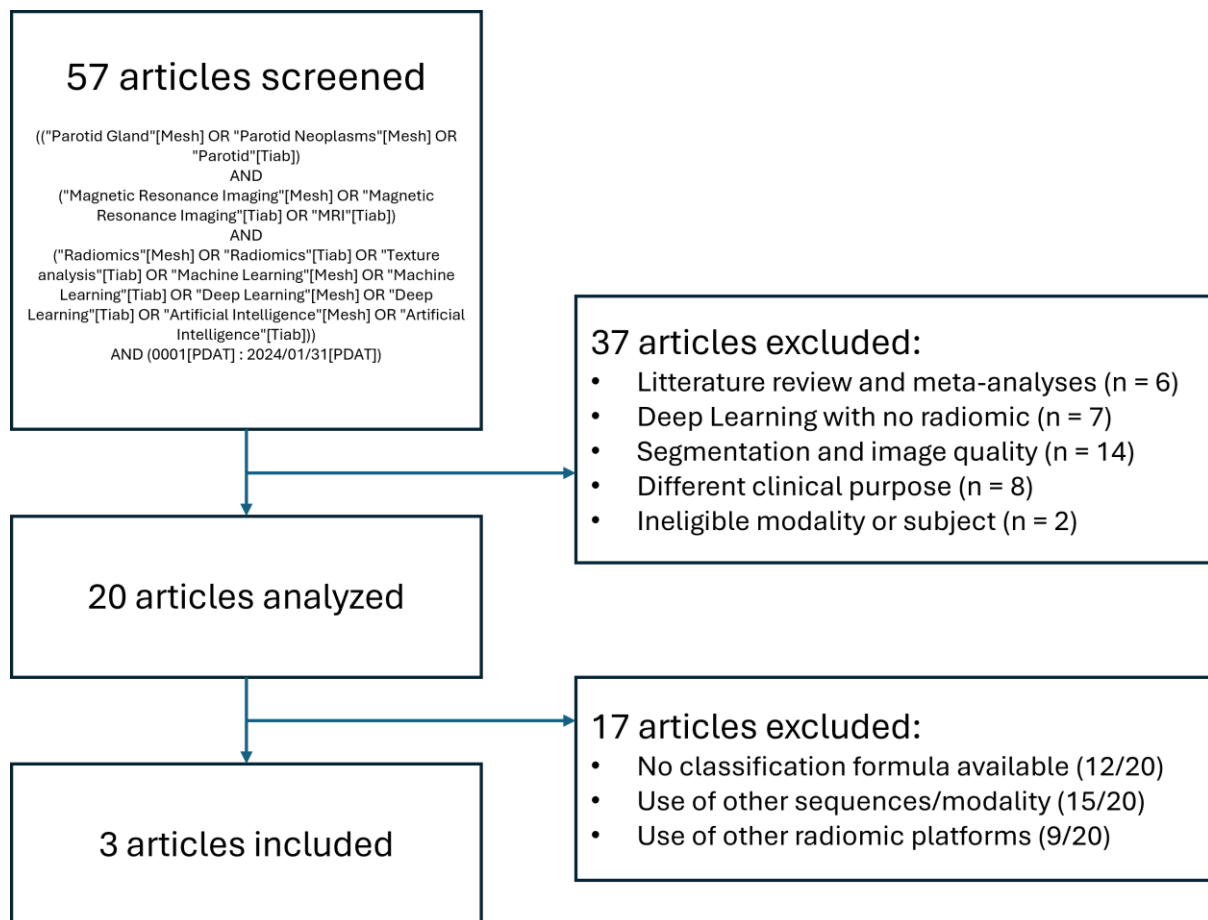 57 articles screened
(("Parotid Gland"[Mesh] OR "Parotid Neoplasms"[Mesh] OR
"Parotid"[Tiab])
AND
("Magnetic Resonance Imaging"[Mesh] OR "Magnetic
Resonance Imaging"[Tiab] OR "MRI"[Tiab])
AND
("Radiomics"[Mesh] OR "Radiomics"[Tiab] OR "Texture
analysis"[Tiab] OR "Machine Learning"[Mesh] OR "Machine
Learning"[Tiab] OR "Deep Learning"[Mesh] OR "Deep
Learning"[Tiab] OR "Artificial Intelligence"[Mesh] OR "Artificial
Intelligence"[Tiab]))
AND (0001[PDAT] : 2024/01/31[PDAT])
37 articles excluded:
• Litterature review and meta-analyses (n = 6)
• Deep Learning with no radiomic (n = 7)
• Segmentation and image quality (n = 14)
• Different clinical purpose (n = 8)
• Ineligible modality or subject (n = 2)
20 articles analyzed
17 articles excluded:
• No classification formula available (12/20)
• Use of other sequences/modality (15/20)
• Use of other radiomic platforms (9/20)
3 articles included